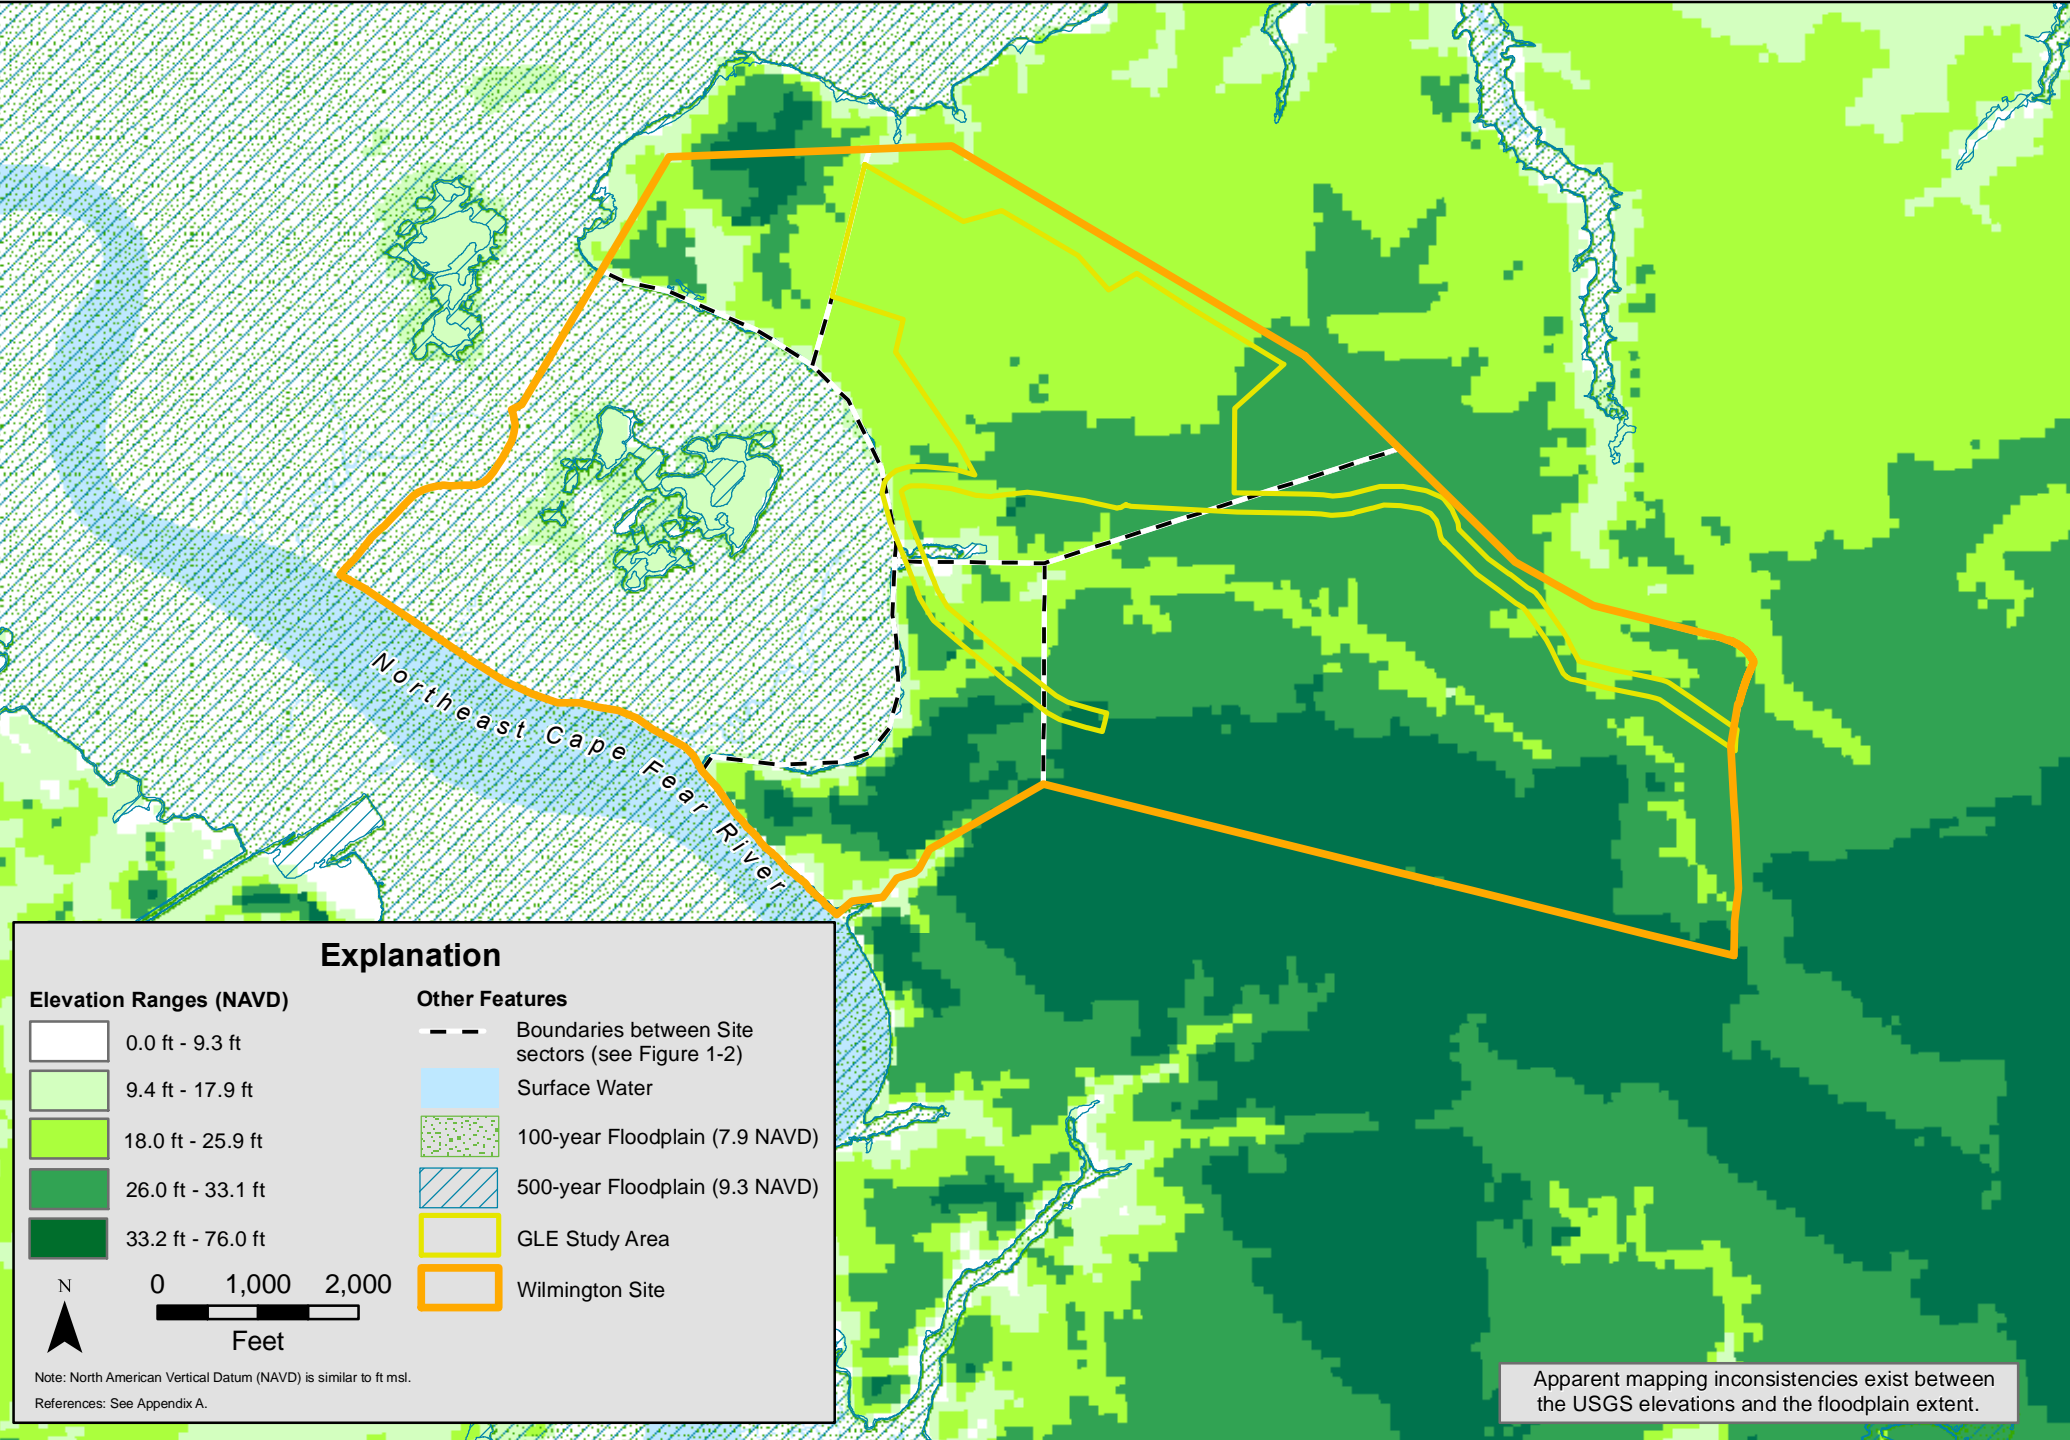 Northeast Cape Fear River
Explanation
Elevation Ranges (NAVD)
0.0 ft - 9.3 ft
9.4 ft - 17.9 ft
18.0 ft - 25.9 ft
26.0 ft - 33.1 ft
33.2 ft - 76.0 ft
N
0 1,000 2,000
Feet
Other Features
Boundaries between Site
sectors (see Figure 1-2)
Surface Water
100-year Floodplain (7.9 NAVD)
500-year Floodplain (9.3 NAVD)
GLE Study Area
Wilmington Site
Note: North American Vertical Datum (NAVD) is similar to ft msl.
References: See Appendix A.
Apparent mapping inconsistencies exist between
the USGS elevations and the floodplain extent.